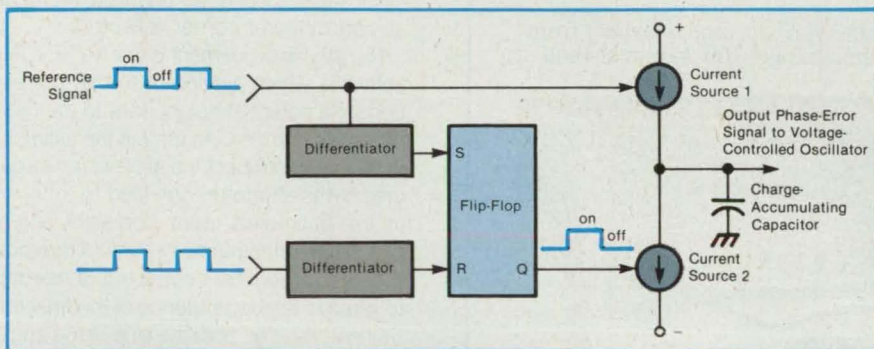 on
off
Reference
Signal
Current
Source 1
Differentiator
Output Phase-Error
Signal to Voltage-
Controlled Oscillator
S
Flip-Flop
Charge-
Accumulating
Capacitor
on
off
Differentiator
R
Q
Current
Source 2
+
–